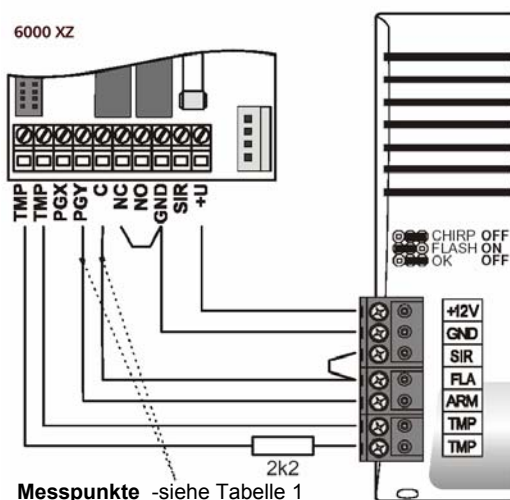 6000 XZ
TMP TMP PGX PGY C NC NO GND SIR +U
CHIRP OFF
FLASH ON
OK OFF
+12V
GND
SIR
FLA
ARM
TMP
TMP
2k2
Messpunkte -siehe Tabelle 1